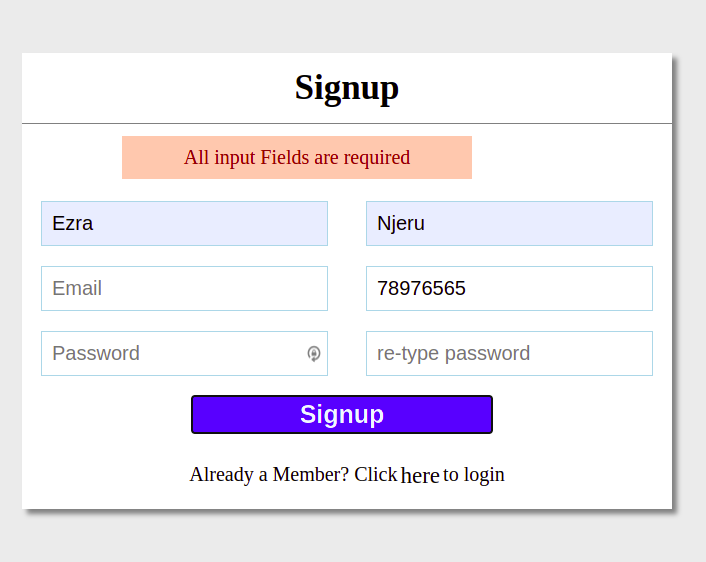 Signup
All input Fields are required
Ezra Njeru
Email 78976565
Password re-type password
Signup
Already a Member? Click here to login